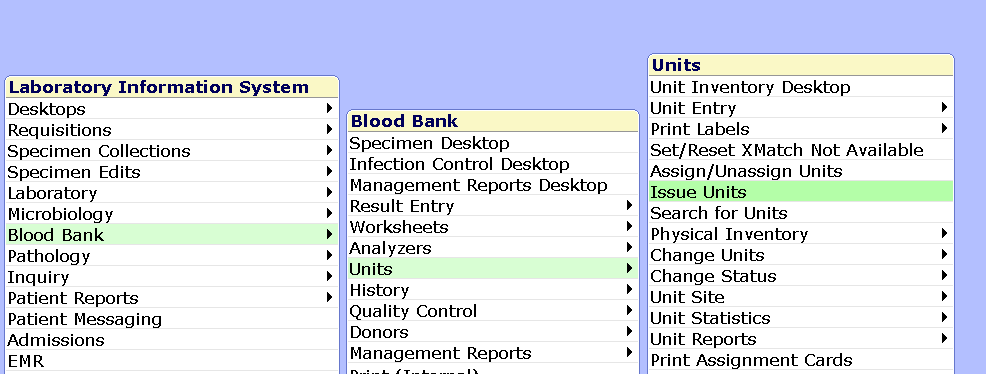 Laboratory Information System
Desktops
Requisitions
Specimen Collections
Specimen Edits
Laboratory
Microbiology
Blood Bank
Pathology
Inquiry
Patient Reports
Patient Messaging
Admissions
EMR
Blood Bank
Specimen Desktop
Infection Control Desktop
Management Reports Desktop
Result Entry
Worksheets
Analyzers
Units
History
Quality Control
Donors
Management Reports
Print (Internal)
Units
Unit Inventory Desktop
Unit Entry
Print Labels
Set/Reset XMatch Not Available
Assign/Unassign Units
Issue Units
Search for Units
Physical Inventory
Change Units
Change Status
Unit Site
Unit Statistics
Unit Reports
Print Assignment Cards